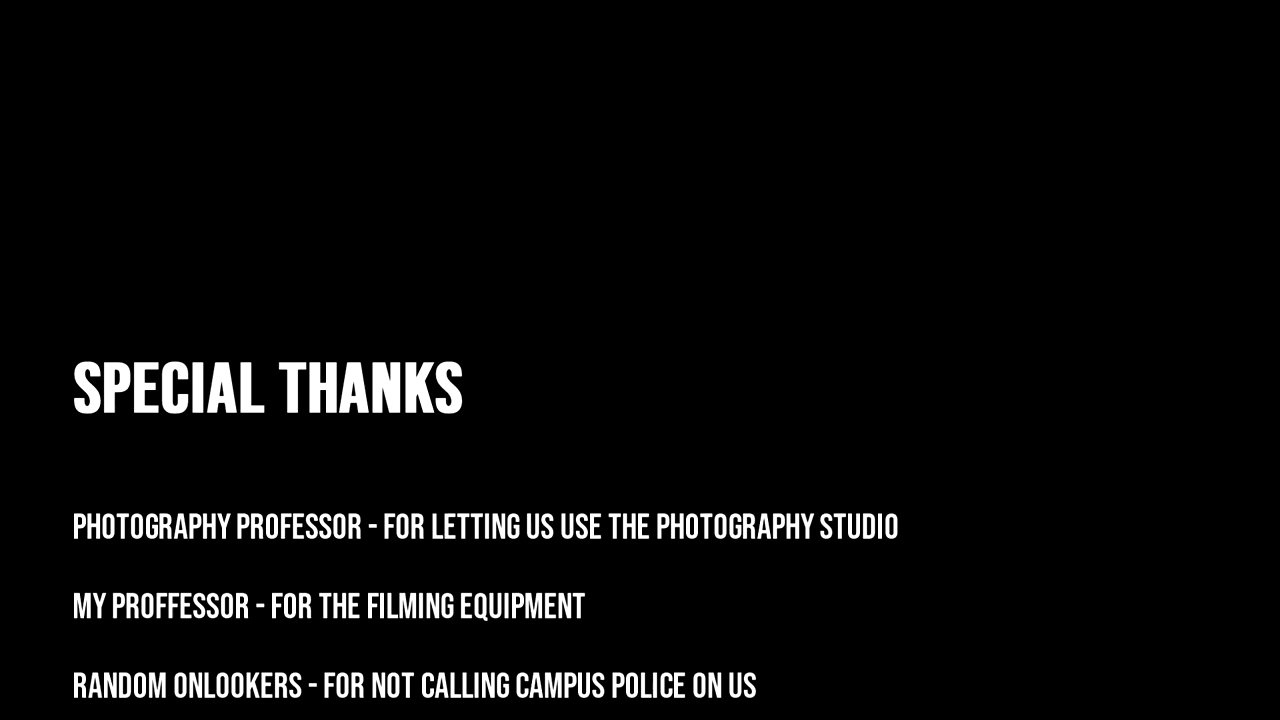 SPECIAL THANKS
PHOTOGRAPHY PROFESSOR - FOR LETTING US USE THE PHOTOGRAPHY STUDIO
MY PROFFESSOR - FOR THE FILMING EQUIPMENT
RANDOM ONLOOKERS - FOR NOT CALLING CAMPUS POLICE ON US